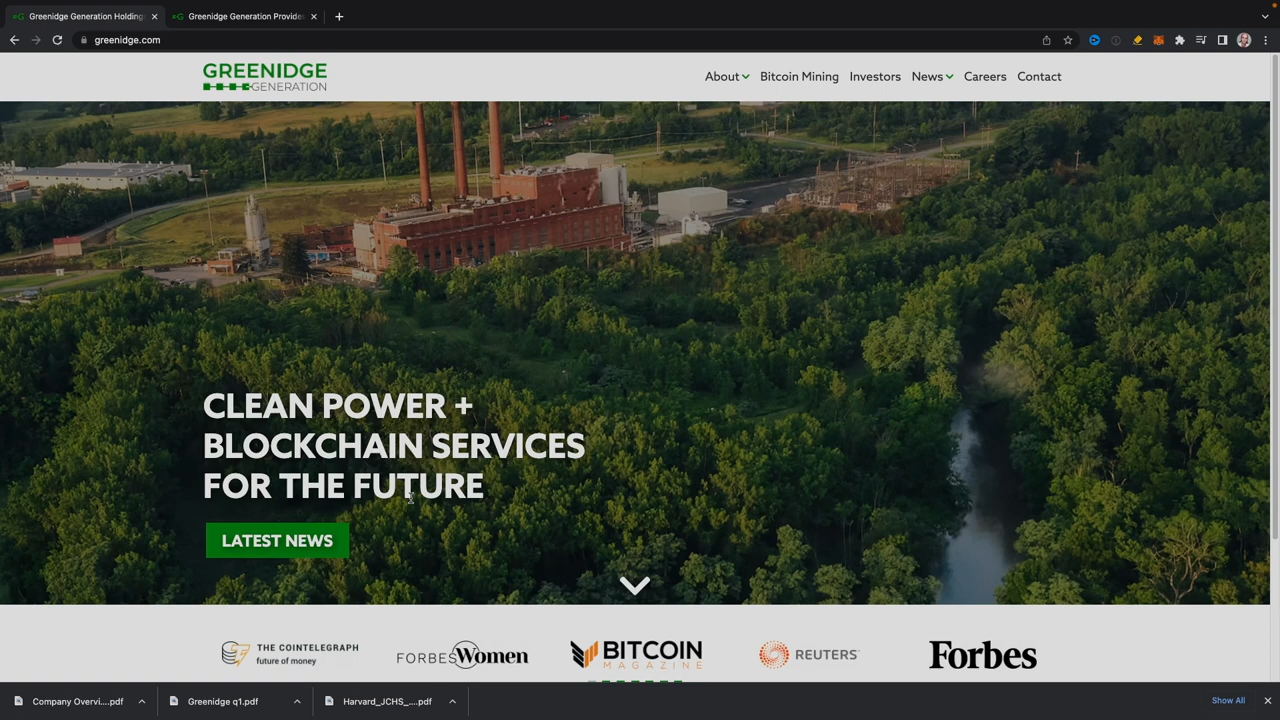 Greenidge Generation Holding
Greenidge Generation Provides
greenidge.com
GREENIDGE
GENERATION
About
Bitcoin Mining
Investors
News
Careers
Contact
CLEAN POWER +
BLOCKCHAIN SERVICES
FOR THE FUTURE
LATEST NEWS
THE COINTELEGRAPH
future of money
FORBES Women
BITCOIN
MAGAZINE
REUTERS
Forbes
Company Overvi....pdf
Greenidge q1.pdf
Harvard_JCHS_....pdf
Show All